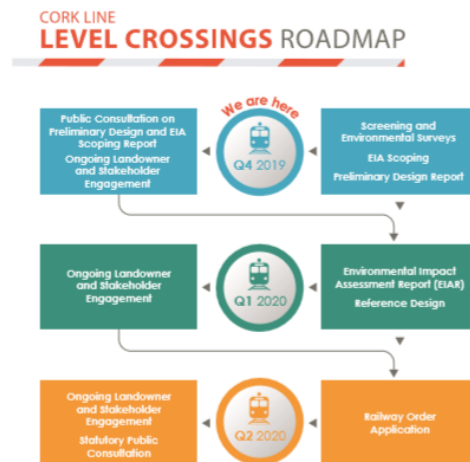 CORK LINE
LEVEL CROSSINGS ROADMAP
Public Consultation on
Preliminary Design and EIA
Scoping Report
Ongoing Landowner
and Stakeholder
Engagement
We are here
Q4 2019
Screening and
Environmental Surveys
EIA Scoping
Preliminary Design Report
Ongoing Landowner
and Stakeholder
Engagement
Q1 2020
Environmental Impact
Assessment Report (EIAR)
Reference Design
Ongoing Landowner
and Stakeholder
Engagement
Statutory Public
Consultation
Q2 2020
Railway Order
Application